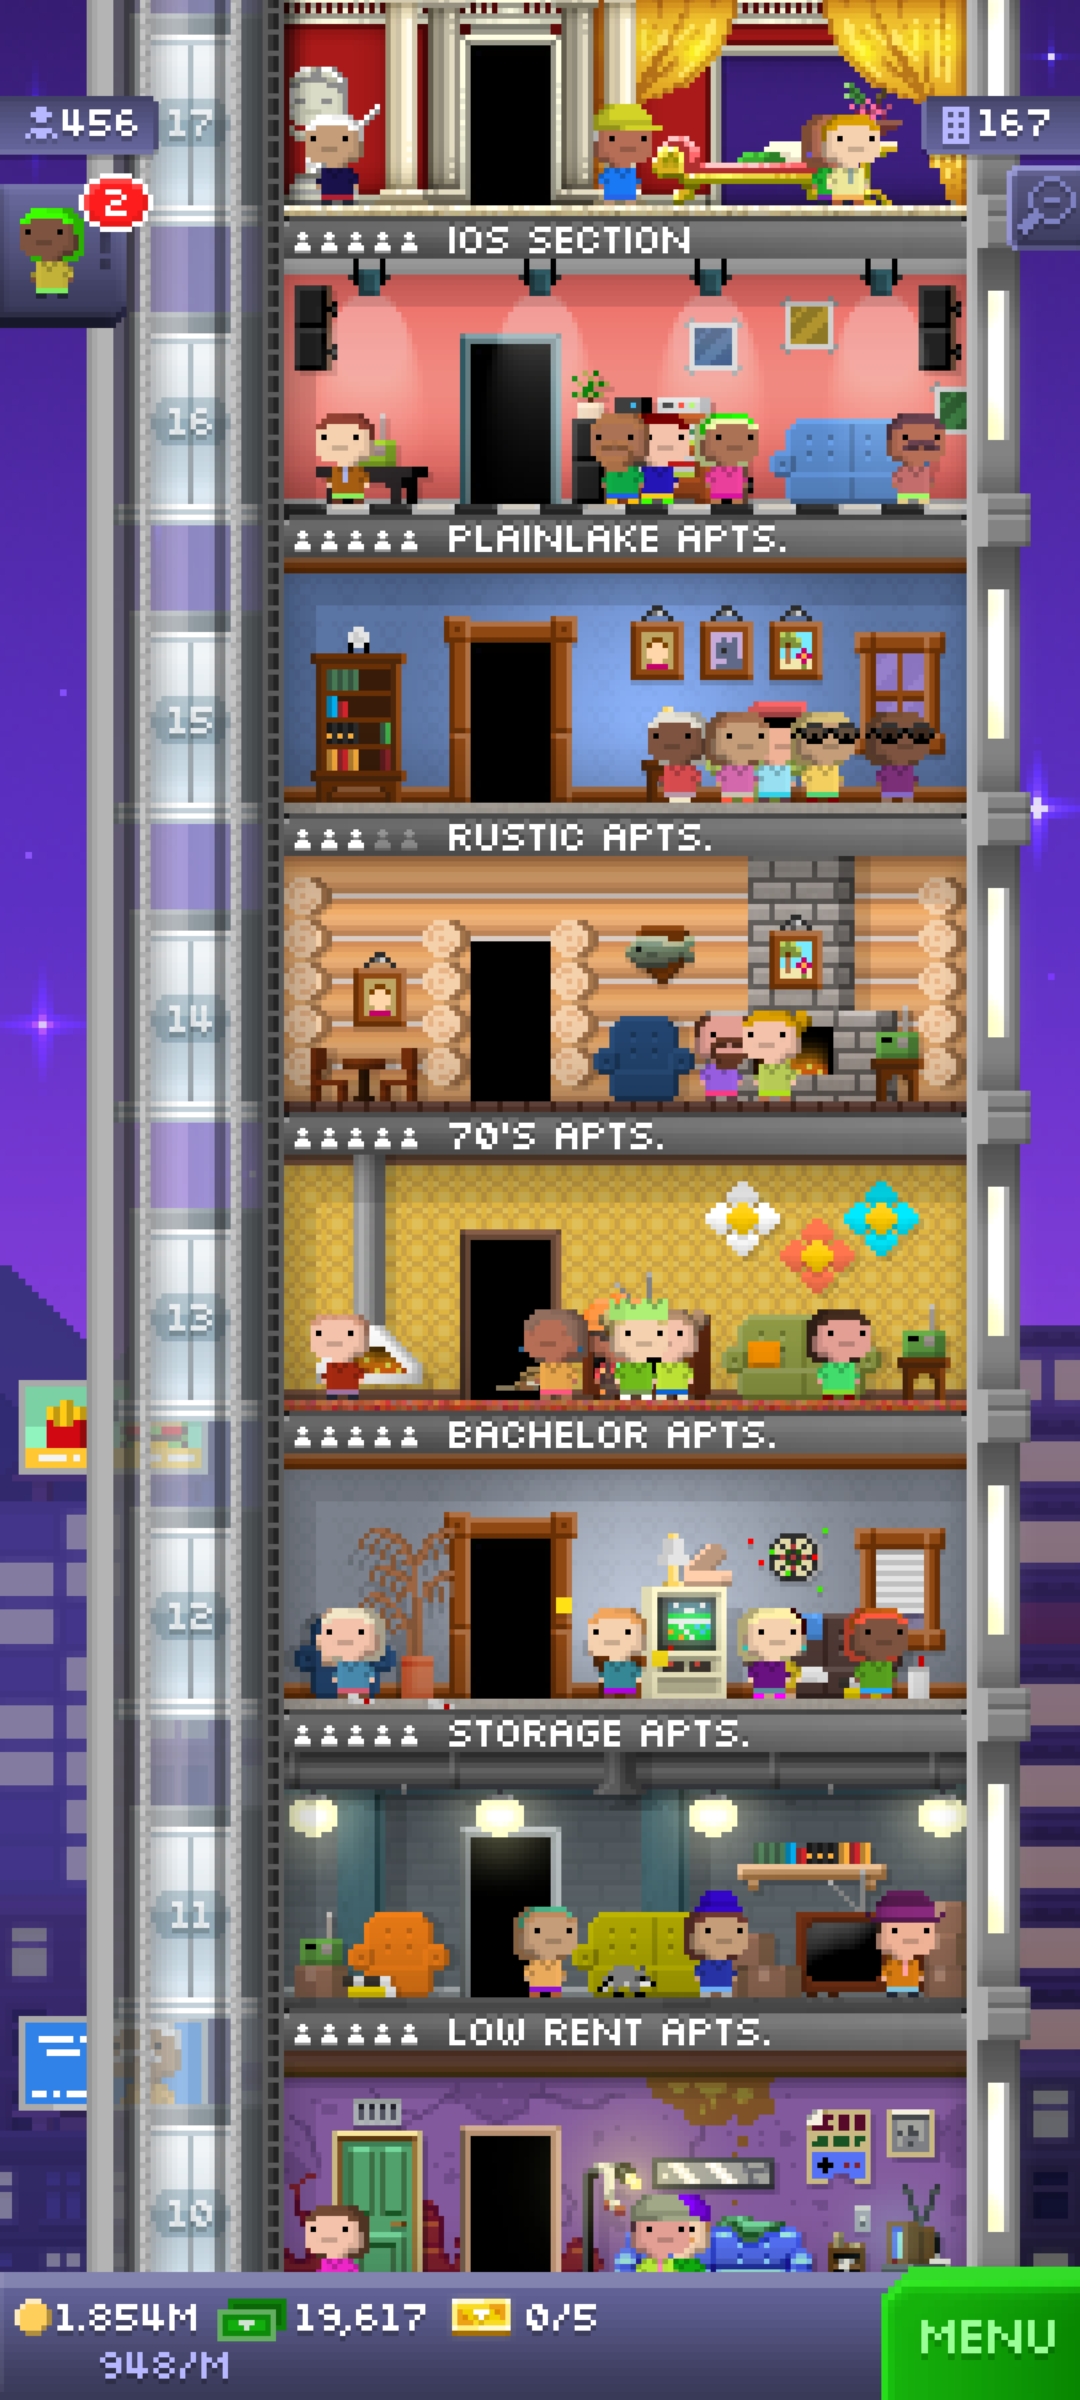 456
17
167
2
IOS SECTION
16
PLAINLAKE APTS.
15
RUSTIC APTS.
14
70'S APTS.
13
BACHELOR APTS.
12
STORAGE APTS.
11
LOW RENT APTS.
10
1.854M 19,617 0/5
948/M
MENU